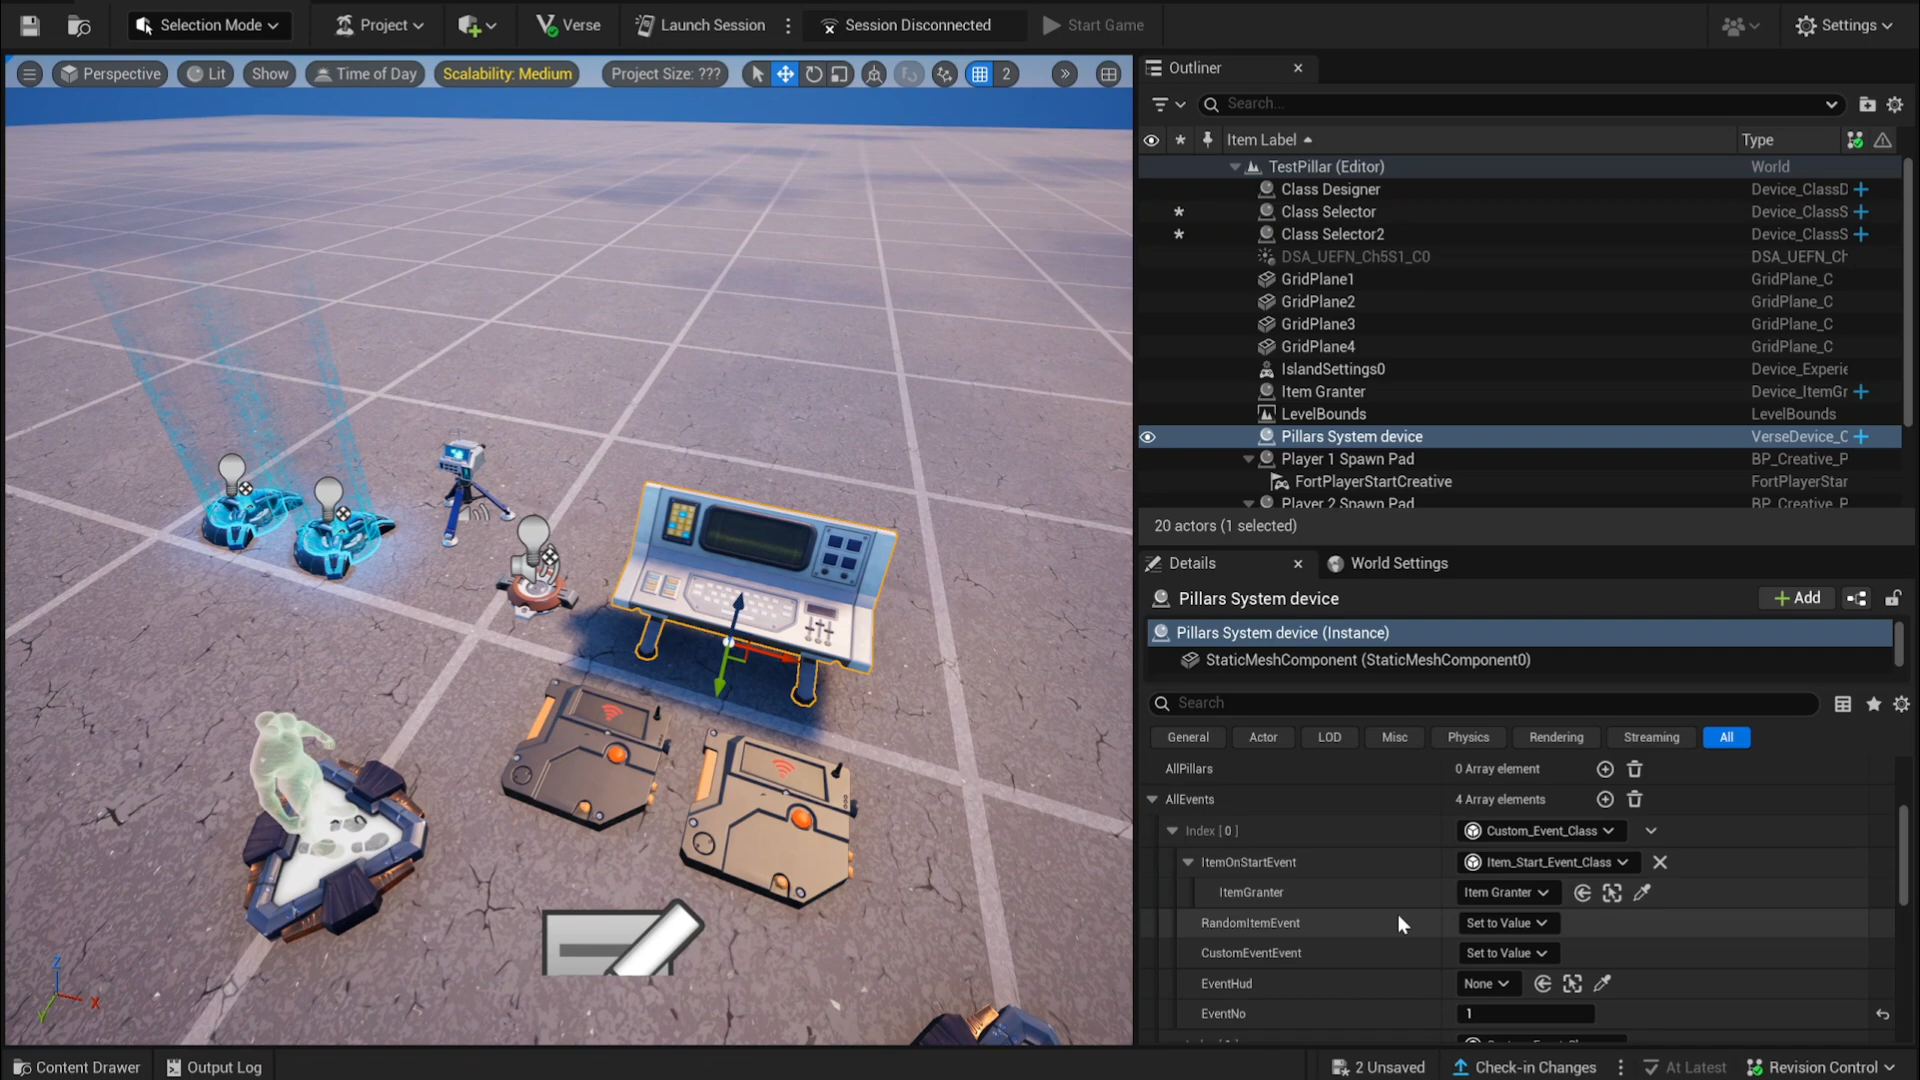 Selection Mode
Project
Verse
Launch Session
Session Disconnected
Start Game
Settings
Perspective
Lit
Show
Time of Day
Scalability: Medium
Project Size: ???
2
Outliner
Search...
Item Label
Type
TestPillar (Editor)
World
Class Designer
Device_ClassD
Class Selector
Device_ClassS
Class Selector2
Device_ClassS
DSA_UEFN_Ch5S1_C0
DSA_UEFN_Ch
GridPlane1
GridPlane_C
GridPlane2
GridPlane_C
GridPlane3
GridPlane_C
GridPlane4
GridPlane_C
IslandSettings0
Device_Experie
Item Granter
Device_ItemGr
LevelBounds
LevelBounds
Pillars System device
VerseDevice_C
Player 1 Spawn Pad
BP_Creative_P
FortPlayerStartCreative
FortPlayerStar
Player 2 Spawn Pad
BP_Creative_P
20 actors (1 selected)
Details
World Settings
Pillars System device
Add
Pillars System device (Instance)
StaticMeshComponent (StaticMeshComponent0)
Search
General
Actor
LOD
Misc
Physics
Rendering
Streaming
All
AllPillars
0 Array element
AllEvents
4 Array elements
Index [ 0 ]
Custom_Event_Class
ItemOnStartEvent
Item_Start_Event_Class
ItemGranter
Item Granter
RandomItemEvent
Set to Value
CustomEventEvent
Set to Value
EventHud
None
EventNo
1
Z
X
Y
Content Drawer
Output Log
2 Unsaved
Check-in Changes
At Latest
Revision Control